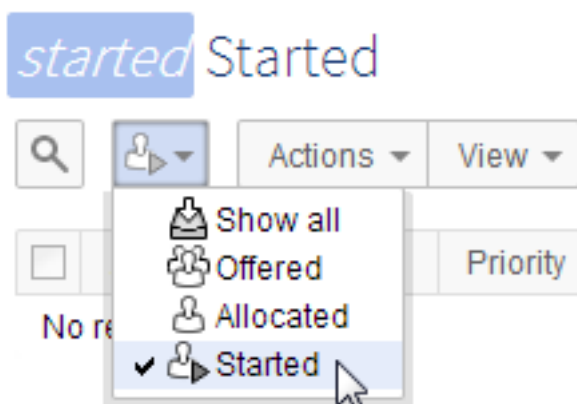 started Started
Actions View
Show all
Offered
Priority
Allocated
No re
Started